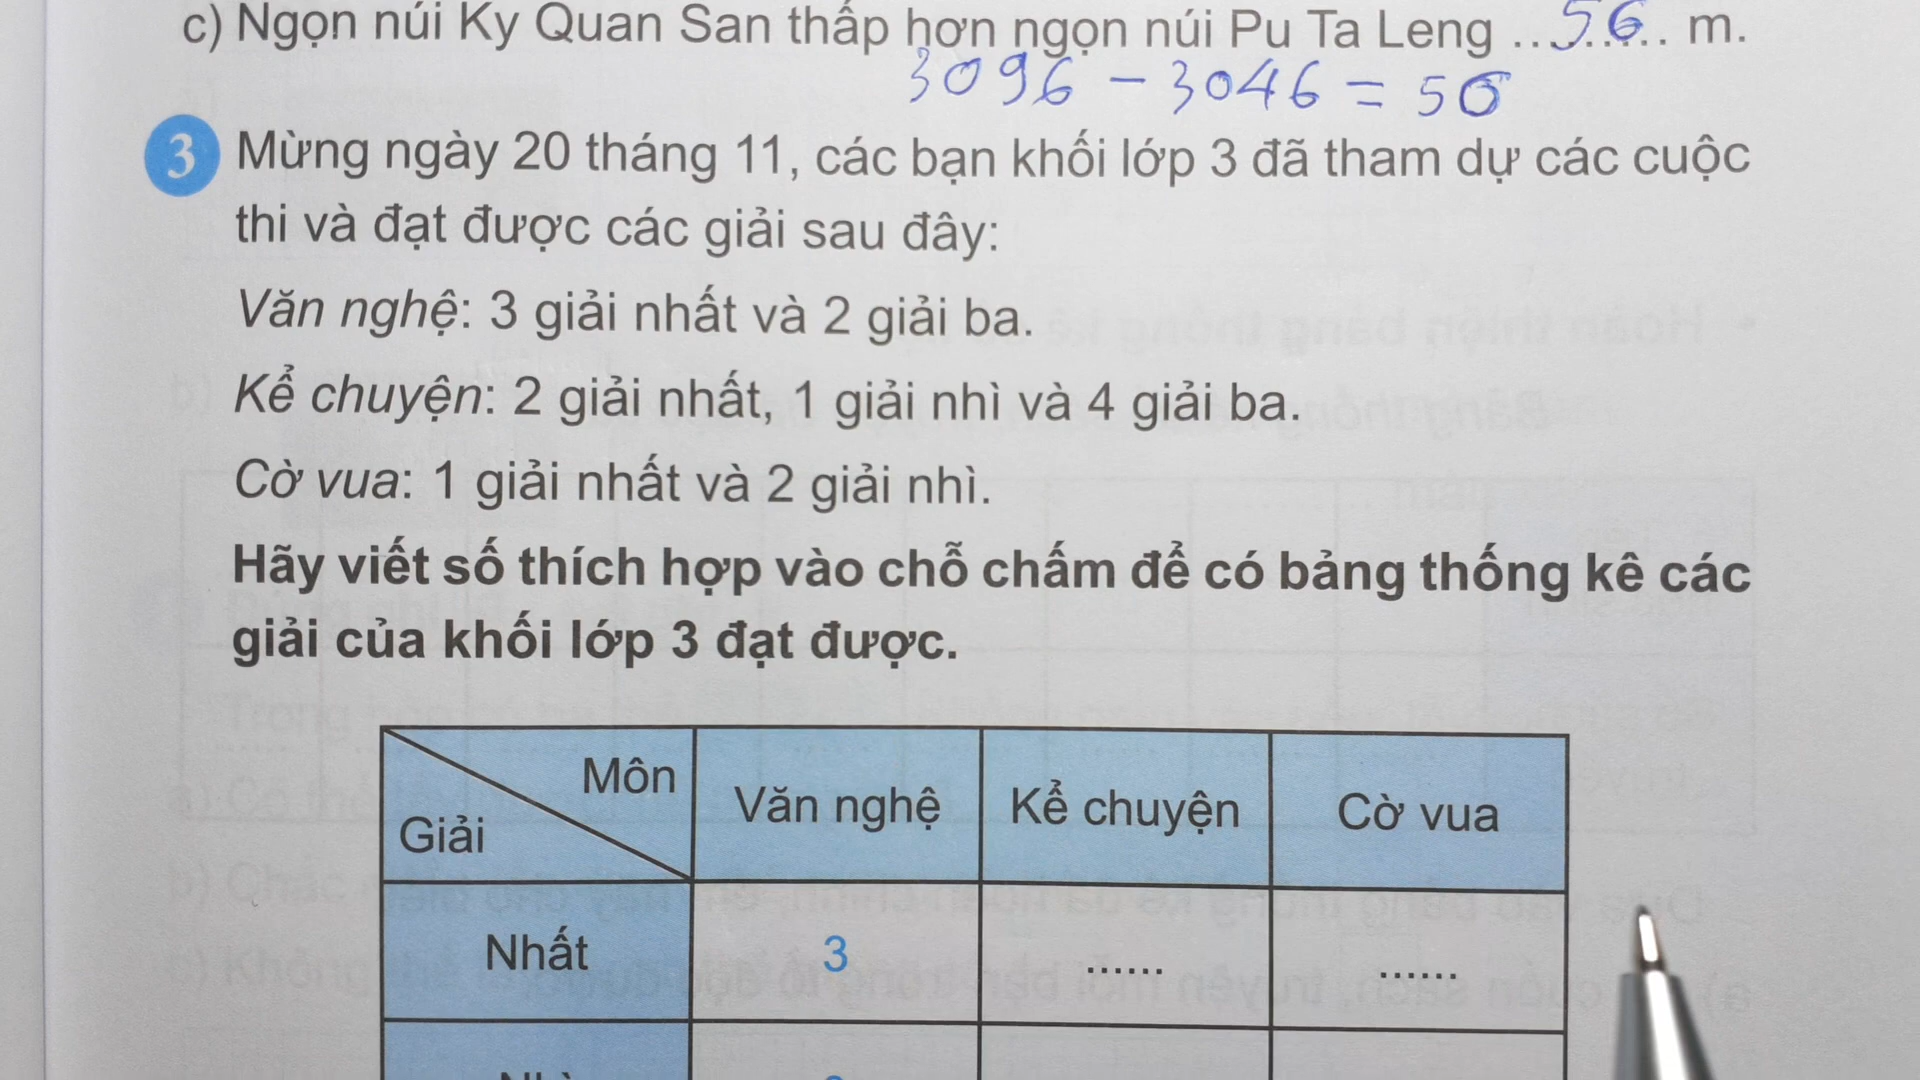 c) Ngọn núi Ky Quan San thấp hơn ngọn núi Pu Ta Leng ...56... m.
3096 - 3046 = 50
3 Mừng ngày 20 tháng 11, các bạn khối lớp 3 đã tham dự các cuộc
thi và đạt được các giải sau đây:
Văn nghệ: 3 giải nhất và 2 giải ba.
Kể chuyện: 2 giải nhất, 1 giải nhì và 4 giải ba.
Cờ vua: 1 giải nhất và 2 giải nhì.
Hãy viết số thích hợp vào chỗ chấm để có bảng thống kê các
giải của khối lớp 3 đạt được.
Môn
Giải
Văn nghệ
Kể chuyện
Cờ vua
Nhất
3
......
......